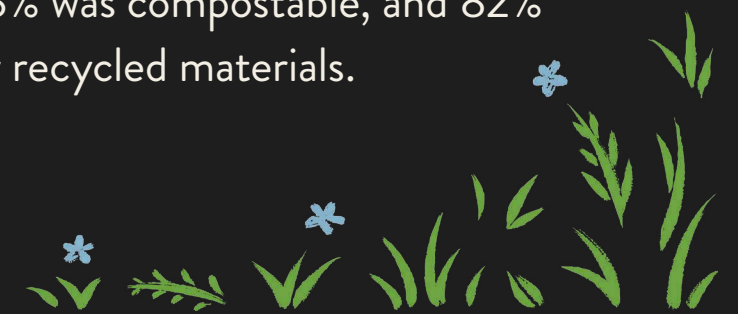 % was compostable, and 82%
recycled materials.